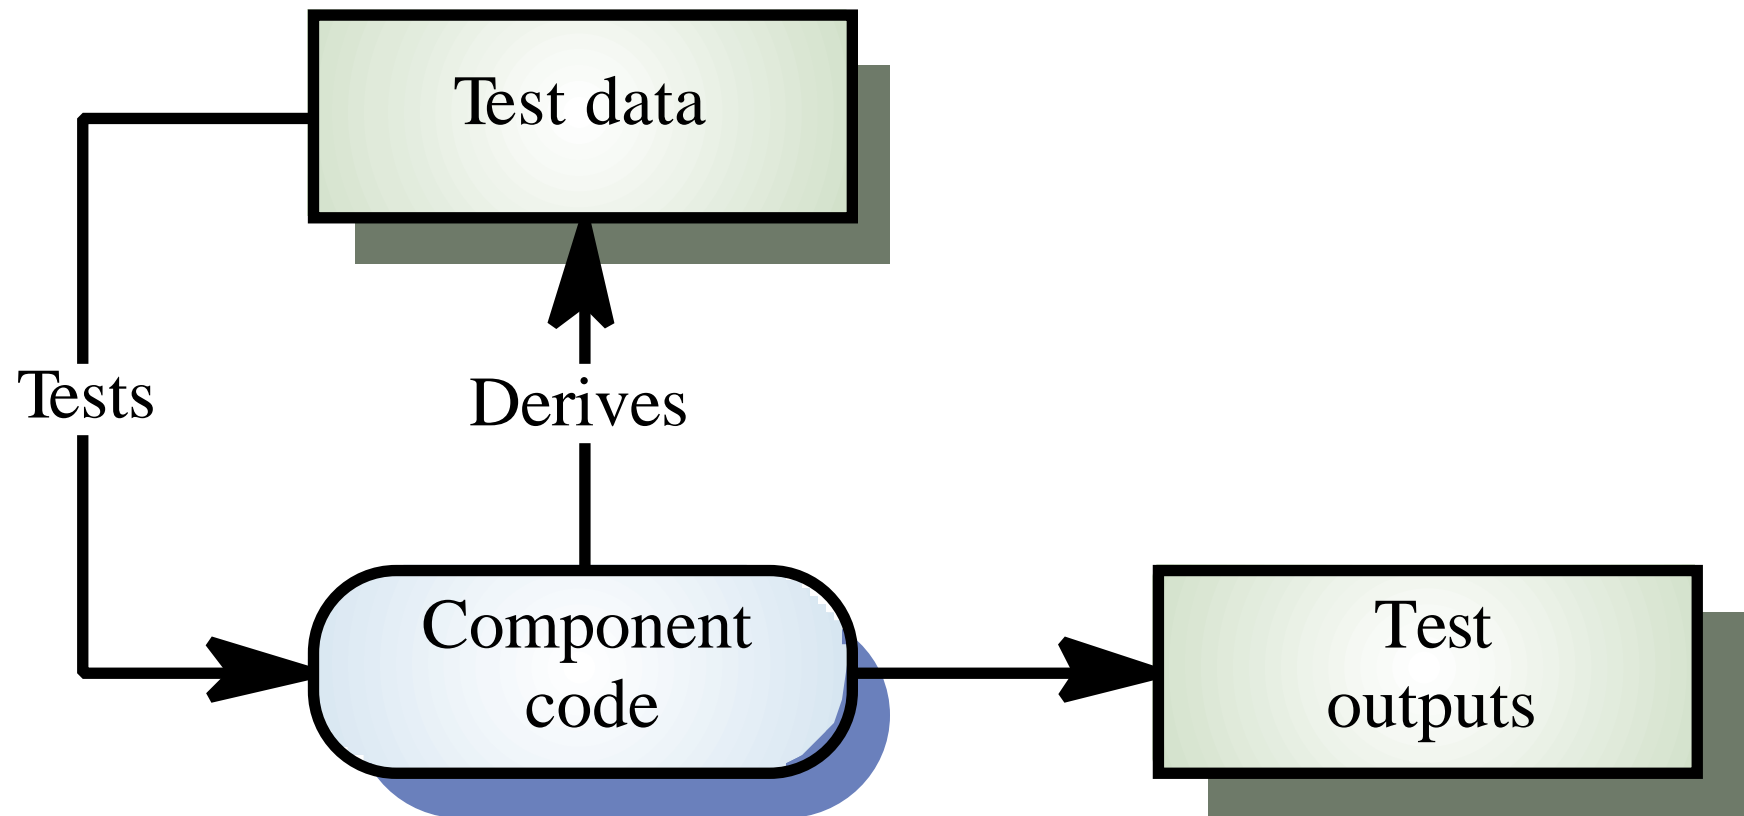 Test data
Tests
Derives
Component
code
Test
outputs